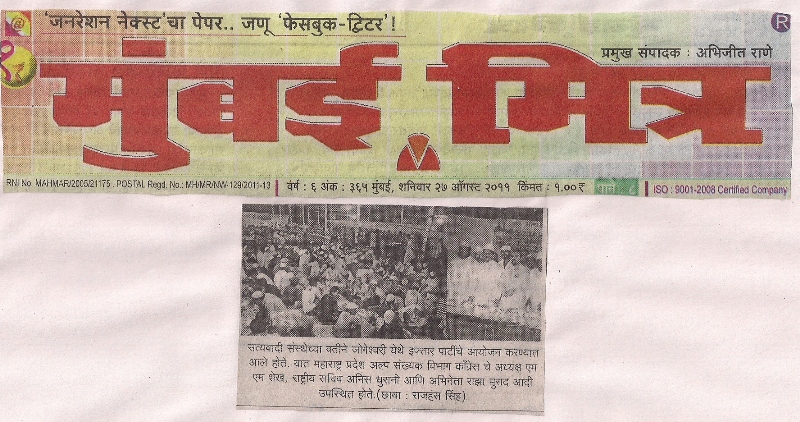 'जनरेशन नेक्स्ट'चा पेपर.. जणू 'फेसबुक-ट्विटर'!
@
R
प्रमुख संपादक : अभिजीत राणे
मुंबई मित्र
RNI No. MAHMAR/2005/21175 . POSTAL Regd. No.: MH/MR/NW-129/2011-13 वर्ष : ६ अंक : ३६५ मुंबई, शनिवार २७ ऑगस्ट २०११ किंमत : १.००₹ पाने ८ ISO : 9001-2008 Certified Company
सत्यवादी संस्थेच्या वतीने जोगेश्वरी येथे इफ्तार पार्टीचे आयोजन करण्यात
आले होते. यात महाराष्ट्र प्रदेश अल्प संख्यक विभाग काँग्रेस चे अध्यक्ष एम
एम शेख, राष्ट्रीय सचिव अनिस धुरानी आणि अभिनेता राझा मुराद आदी
उपस्थित होते.(छाया : राजहंस सिंह)